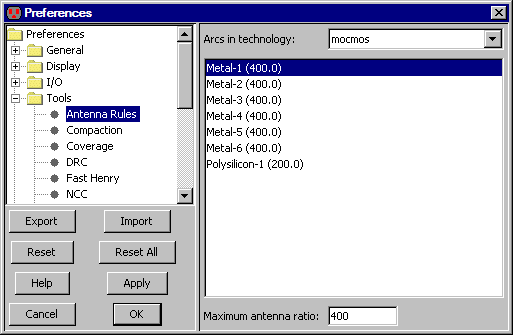 Preferences
Preferences
General
Display
I/O
Tools
Antenna Rules
Compaction
Coverage
DRC
Fast Henry
NCC
Export
Import
Reset
Reset All
Help
Apply
Cancel
OK
Arcs in technology: mocmos
Metal-1 (400.0)
Metal-2 (400.0)
Metal-3 (400.0)
Metal-4 (400.0)
Metal-5 (400.0)
Metal-6 (400.0)
Polysilicon-1 (200.0)
Maximum antenna ratio: 400